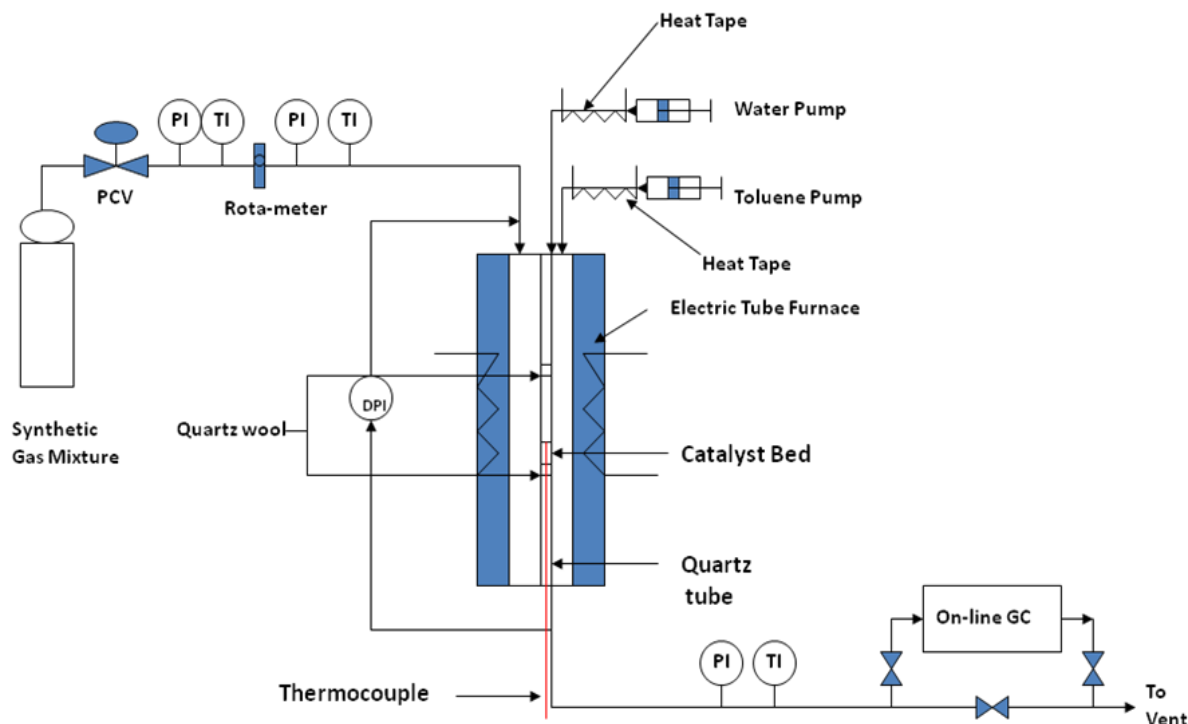 Heat Tape
Water Pump
PI
TI
PI
TI
PCV
Rota-meter
Toluene Pump
Heat Tape
Electric Tube Furnace
DPI
Synthetic
Gas Mixture
Quartz wool
Catalyst Bed
Quartz
tube
On-line GC
PI
TI
Thermocouple
To
Vent